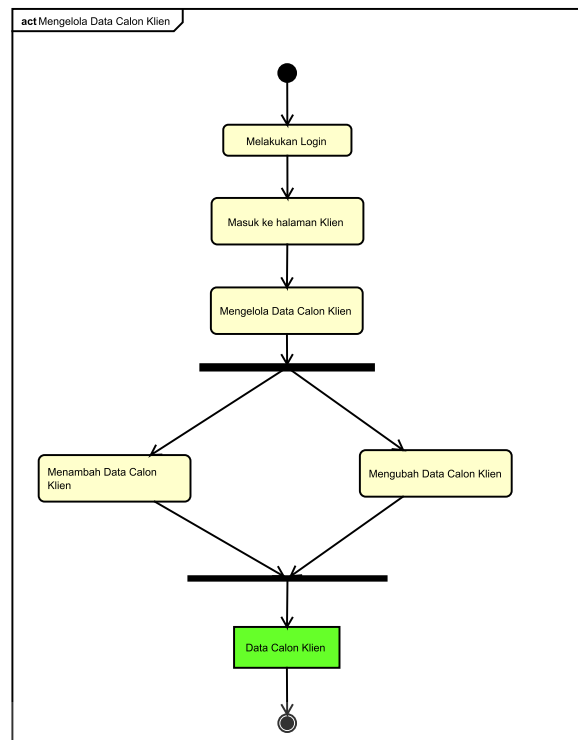 act Mengelola Data Calon Klien
Melakukan Login
Masuk ke halaman Klien
Mengelola Data Calon Klien
Menambah Data Calon
Klien
Mengubah Data Calon Klien
Data Calon Klien